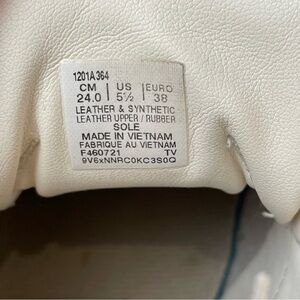 1201A364
CM | US | EURO
24.0 | 5½ | 38
LEATHER & SYNTHETIC
LEATHER UPPER / RUBBER
SOLE
MADE IN VIETNAM
FABRIQUE AU VIETNAM
F460721 TV
9V6xNNRC0KC3S0Q